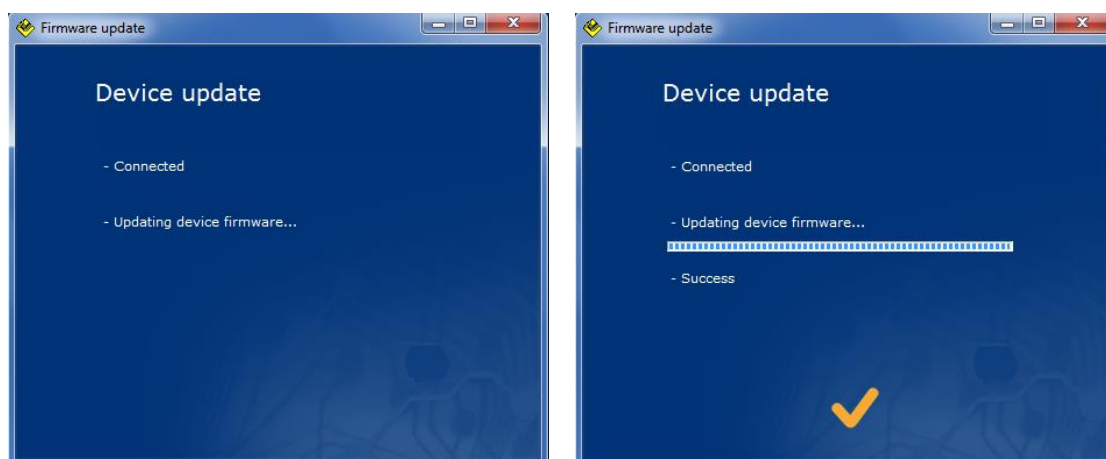 Firmware update
Device update
- Connected
- Updating device firmware...
Firmware update
Device update
- Connected
- Updating device firmware...
- Success